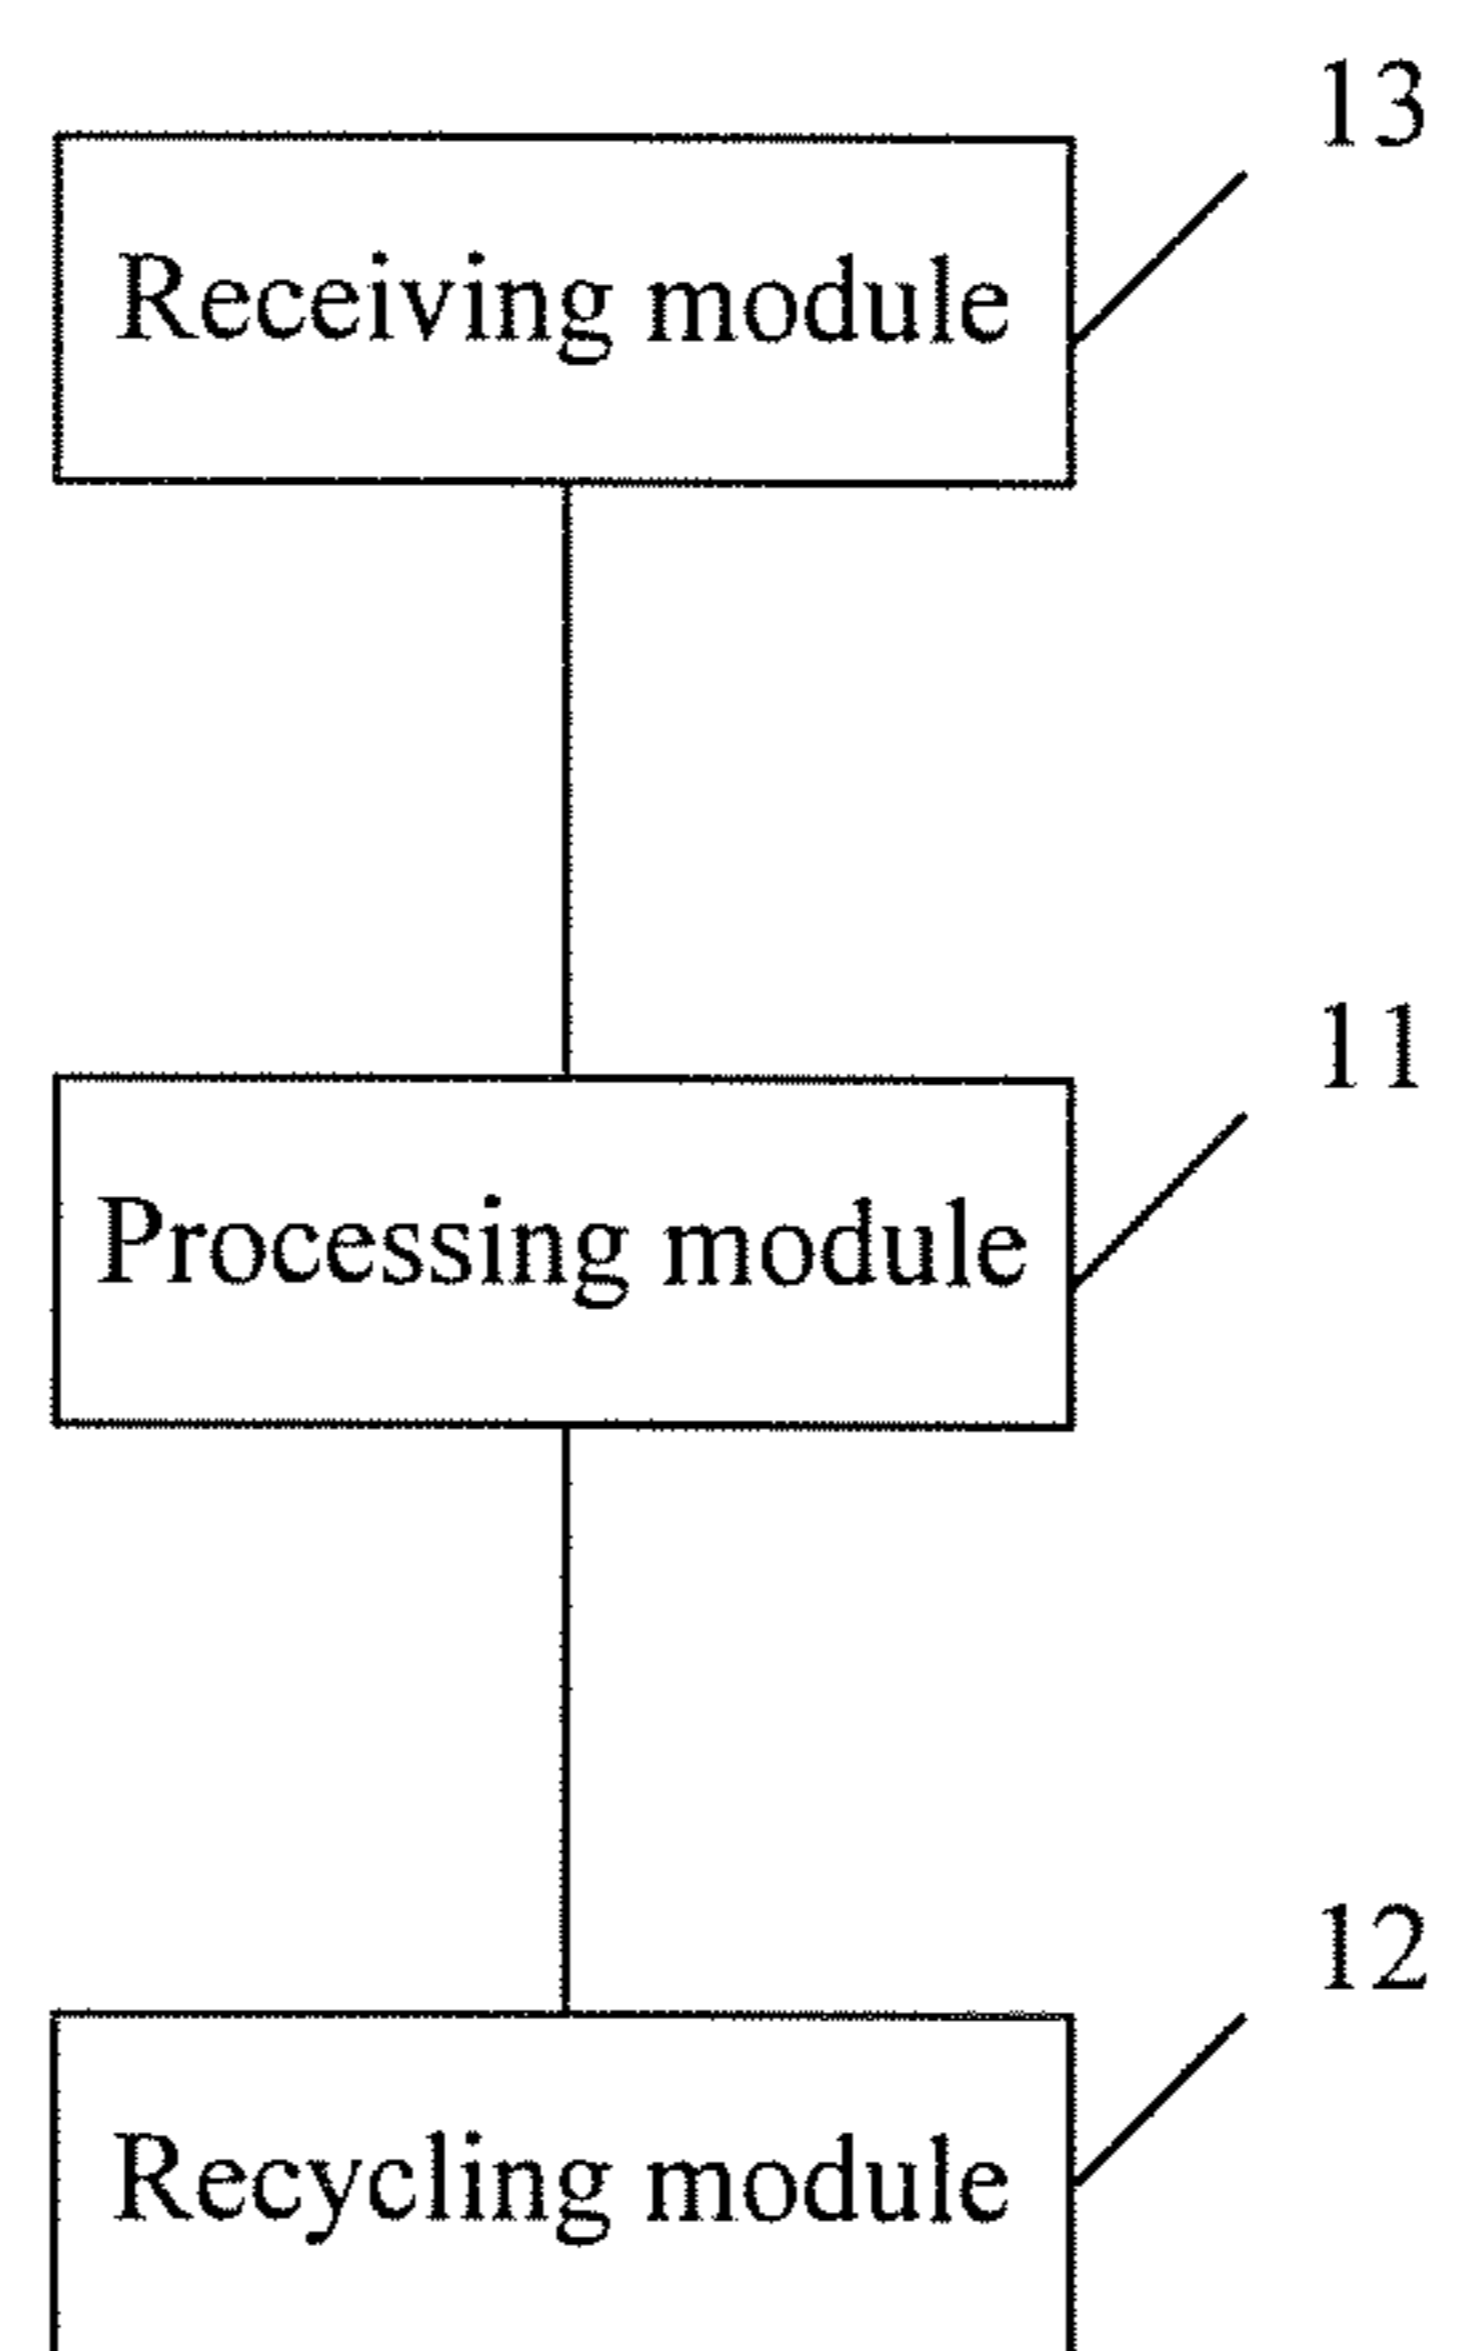 13
Receiving module
11
Processing module
12
Recycling module